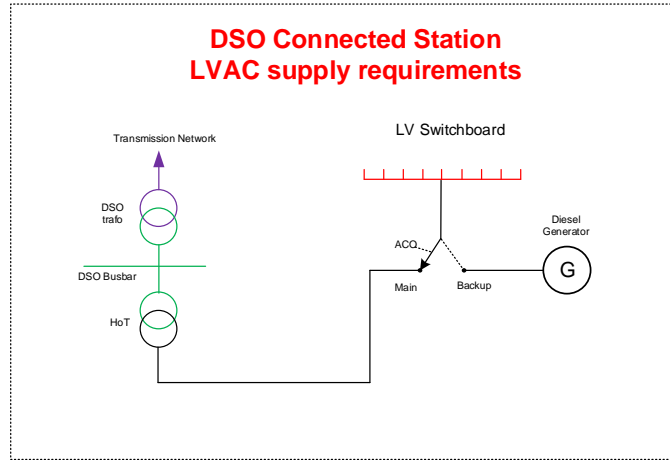 DSO Connected Station
LVAC supply requirements
LV Switchboard
Transmission Network
DSO
trafo
Diesel
Generator
ACO
G
DSO Busbar
Main
Backup
HoT